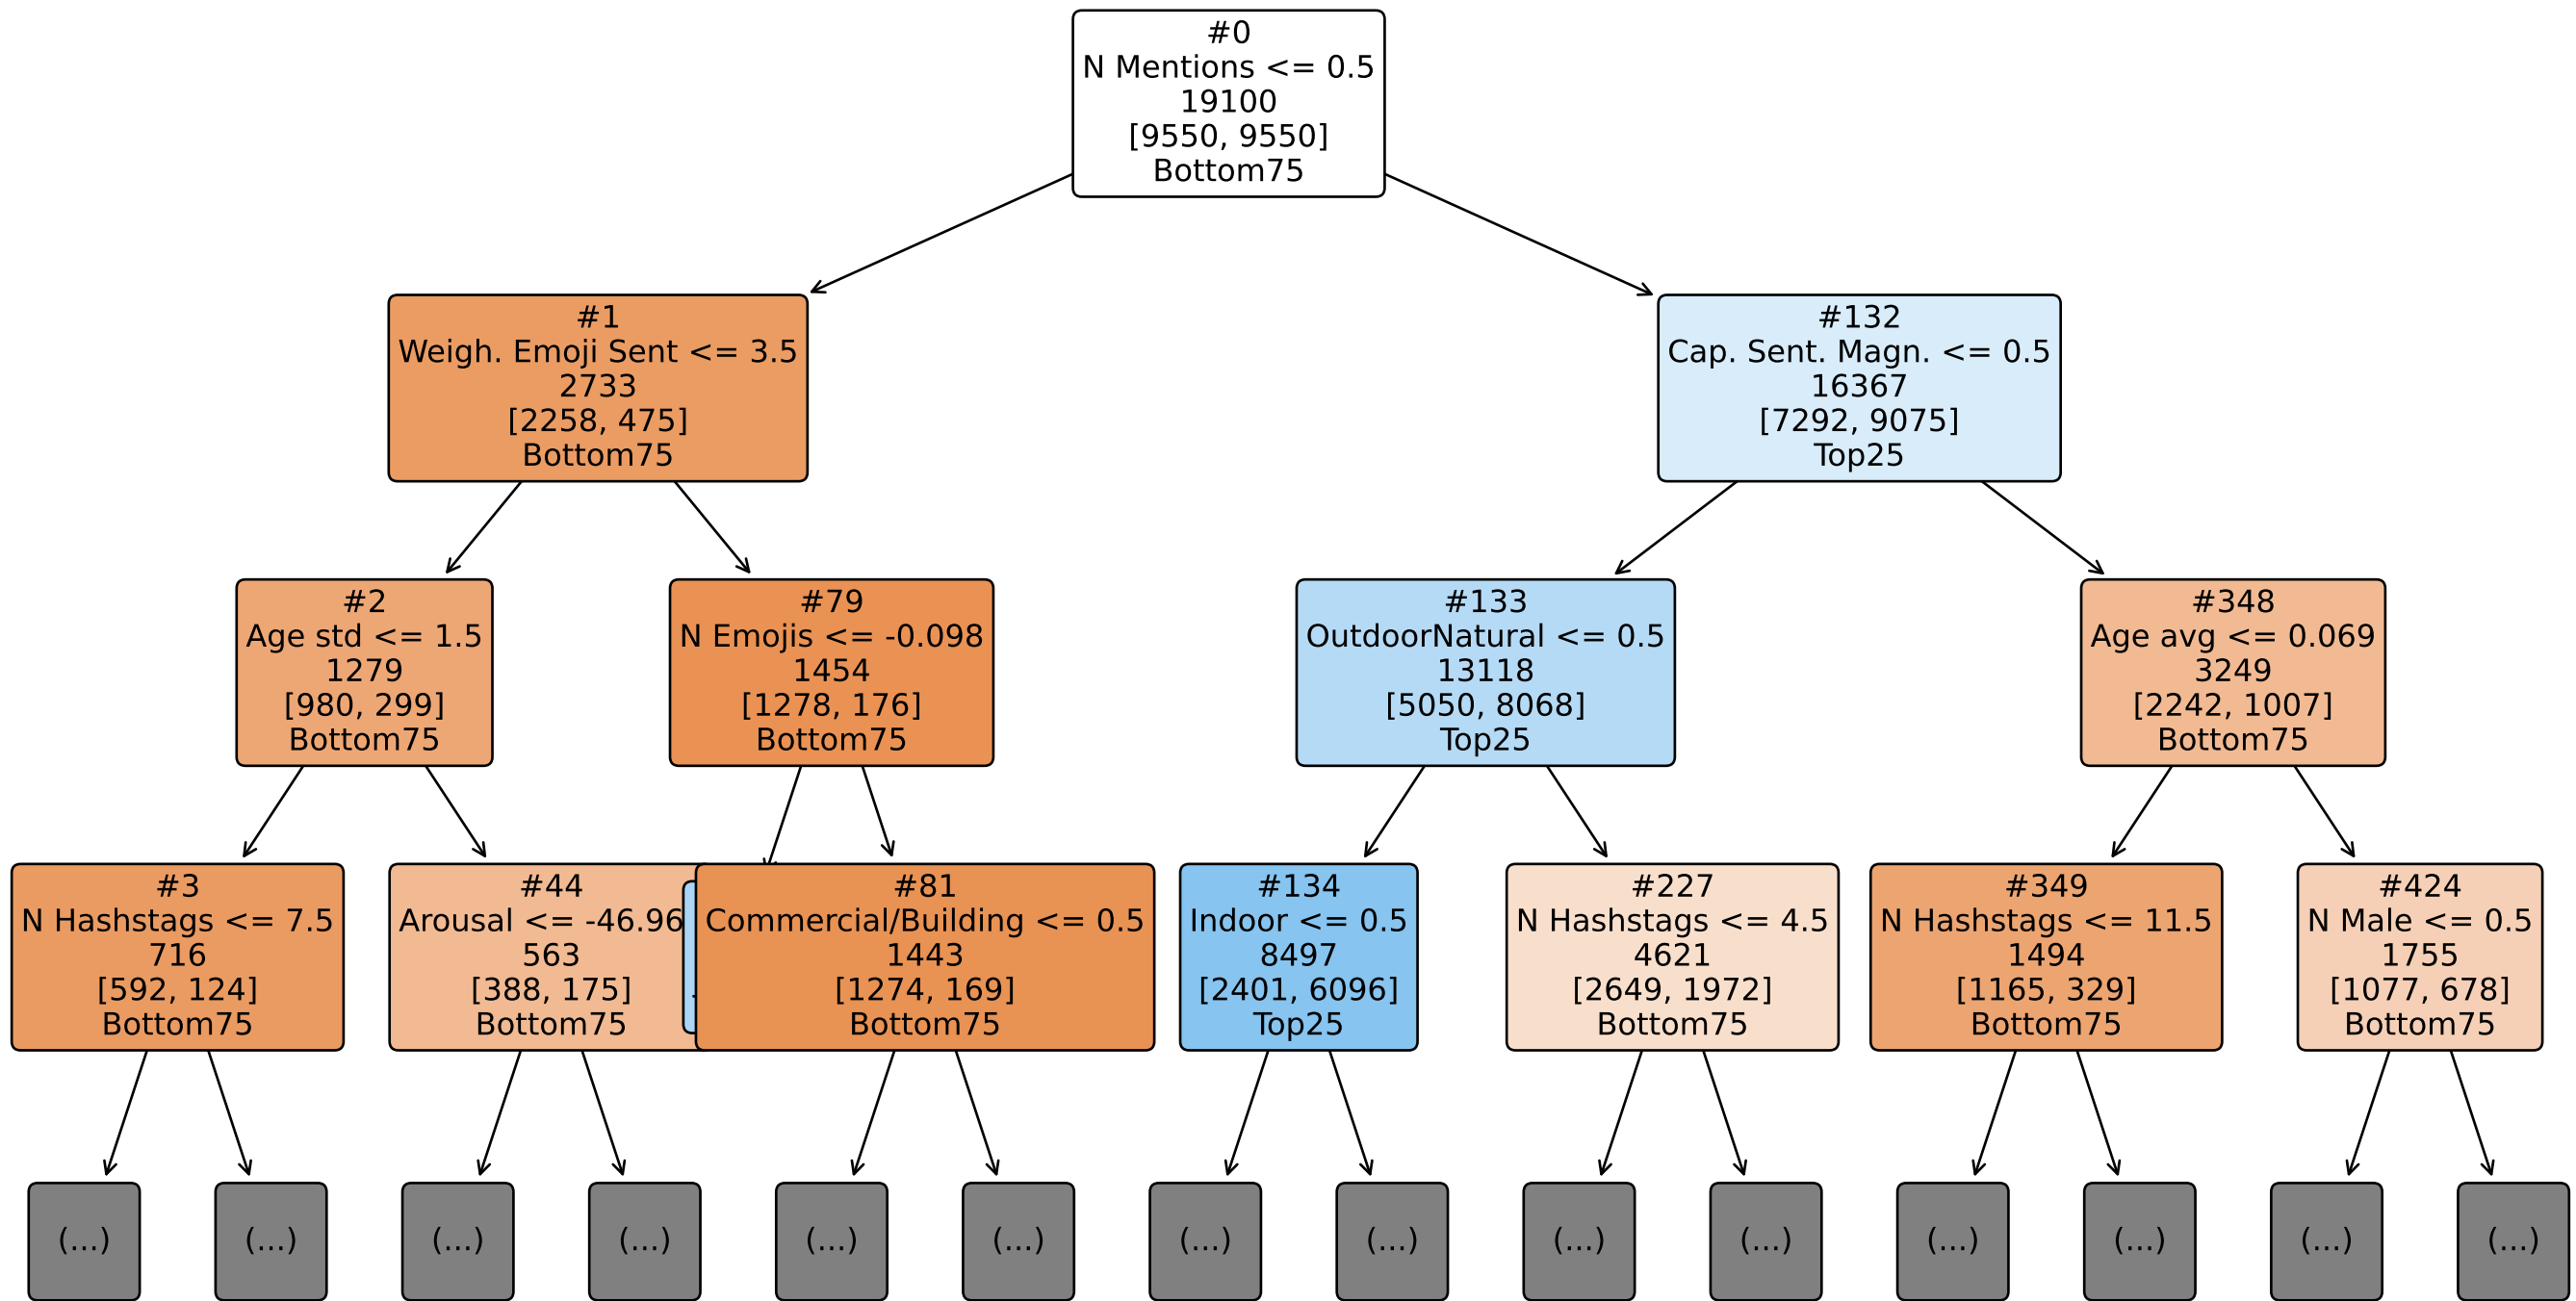 #0
N Mentions <= 0.5
19100
[9550, 9550]
Bottom75
#1
Weigh. Emoji Sent <= 3.5
2733
[2258, 475]
Bottom75
#132
Cap. Sent. Magn. <= 0.5
16367
[7292, 9075]
Top25
#2
Age std <= 1.5
1279
[980, 299]
Bottom75
#79
N Emojis <= -0.098
1454
[1278, 176]
Bottom75
#133
OutdoorNatural <= 0.5
13118
[5050, 8068]
Top25
#348
Age avg <= 0.069
3249
[2242, 1007]
Bottom75
#3
N Hashstags <= 7.5
716
[592, 124]
Bottom75
#44
Arousal <= -46.96
563
[388, 175]
Bottom75
#81
Commercial/Building <= 0.5
1443
[1274, 169]
Bottom75
#134
Indoor <= 0.5
8497
[2401, 6096]
Top25
#227
N Hashstags <= 4.5
4621
[2649, 1972]
Bottom75
#349
N Hashstags <= 11.5
1494
[1165, 329]
Bottom75
#424
N Male <= 0.5
1755
[1077, 678]
Bottom75
(...)
(...)
(...)
(...)
(...)
(...)
(...)
(...)
(...)
(...)
(...)
(...)
(...)
(...)